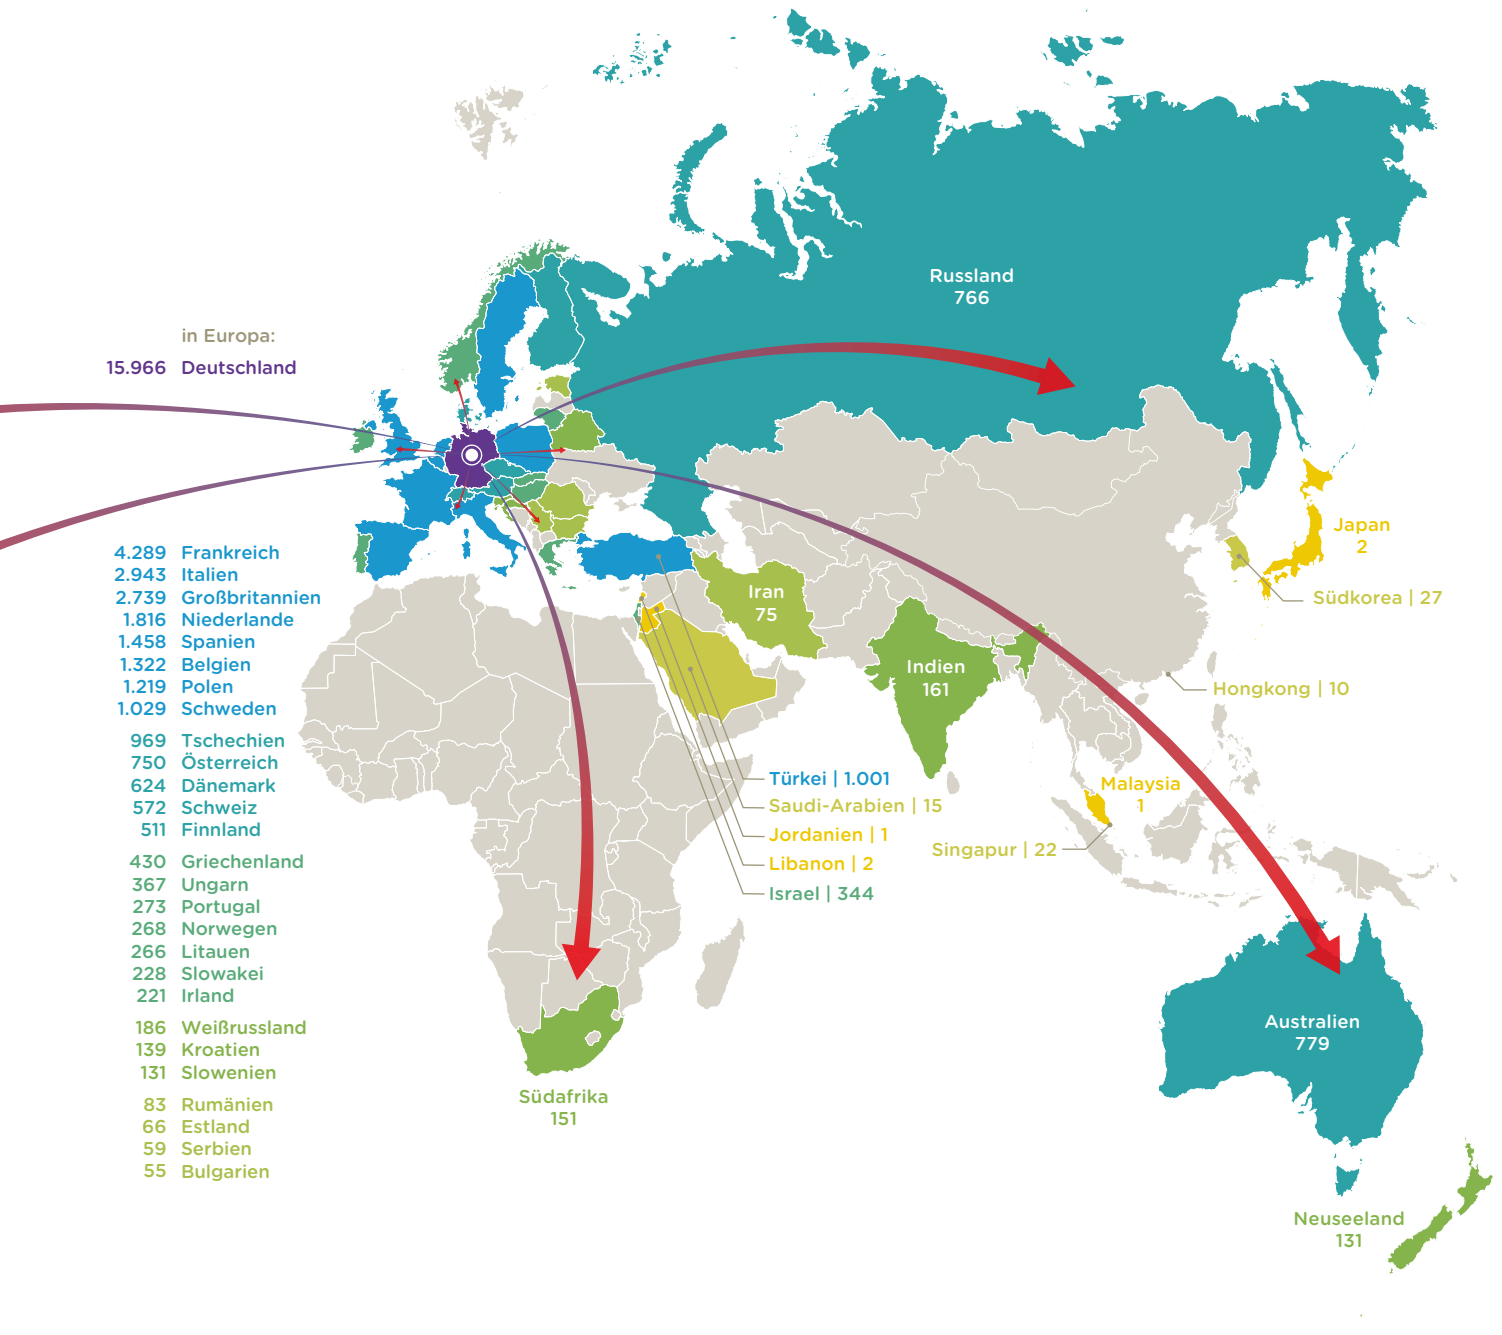 Russland
766
in Europa:
15.966 Deutschland
4.289 Frankreich
2.943 Italien
2.739 Großbritannien
1.816 Niederlande
1.458 Spanien
1.322 Belgien
1.219 Polen
1.029 Schweden
969 Tschechien
750 Österreich
624 Dänemark
572 Schweiz
511 Finnland
430 Griechenland
367 Ungarn
273 Portugal
268 Norwegen
266 Litauen
228 Slowakei
221 Irland
186 Weißrussland
139 Kroatien
131 Slowenien
83 Rumänien
66 Estland
59 Serbien
55 Bulgarien
Japan
2
Südkorea | 27
Iran
75
Indien
161
Hongkong | 10
Türkei | 1.001
Saudi-Arabien | 15
Jordanien | 1
Libanon | 2
Israel | 344
Malaysia
1
Singapur | 22
Australien
779
Südafrika
151
Neuseeland
131